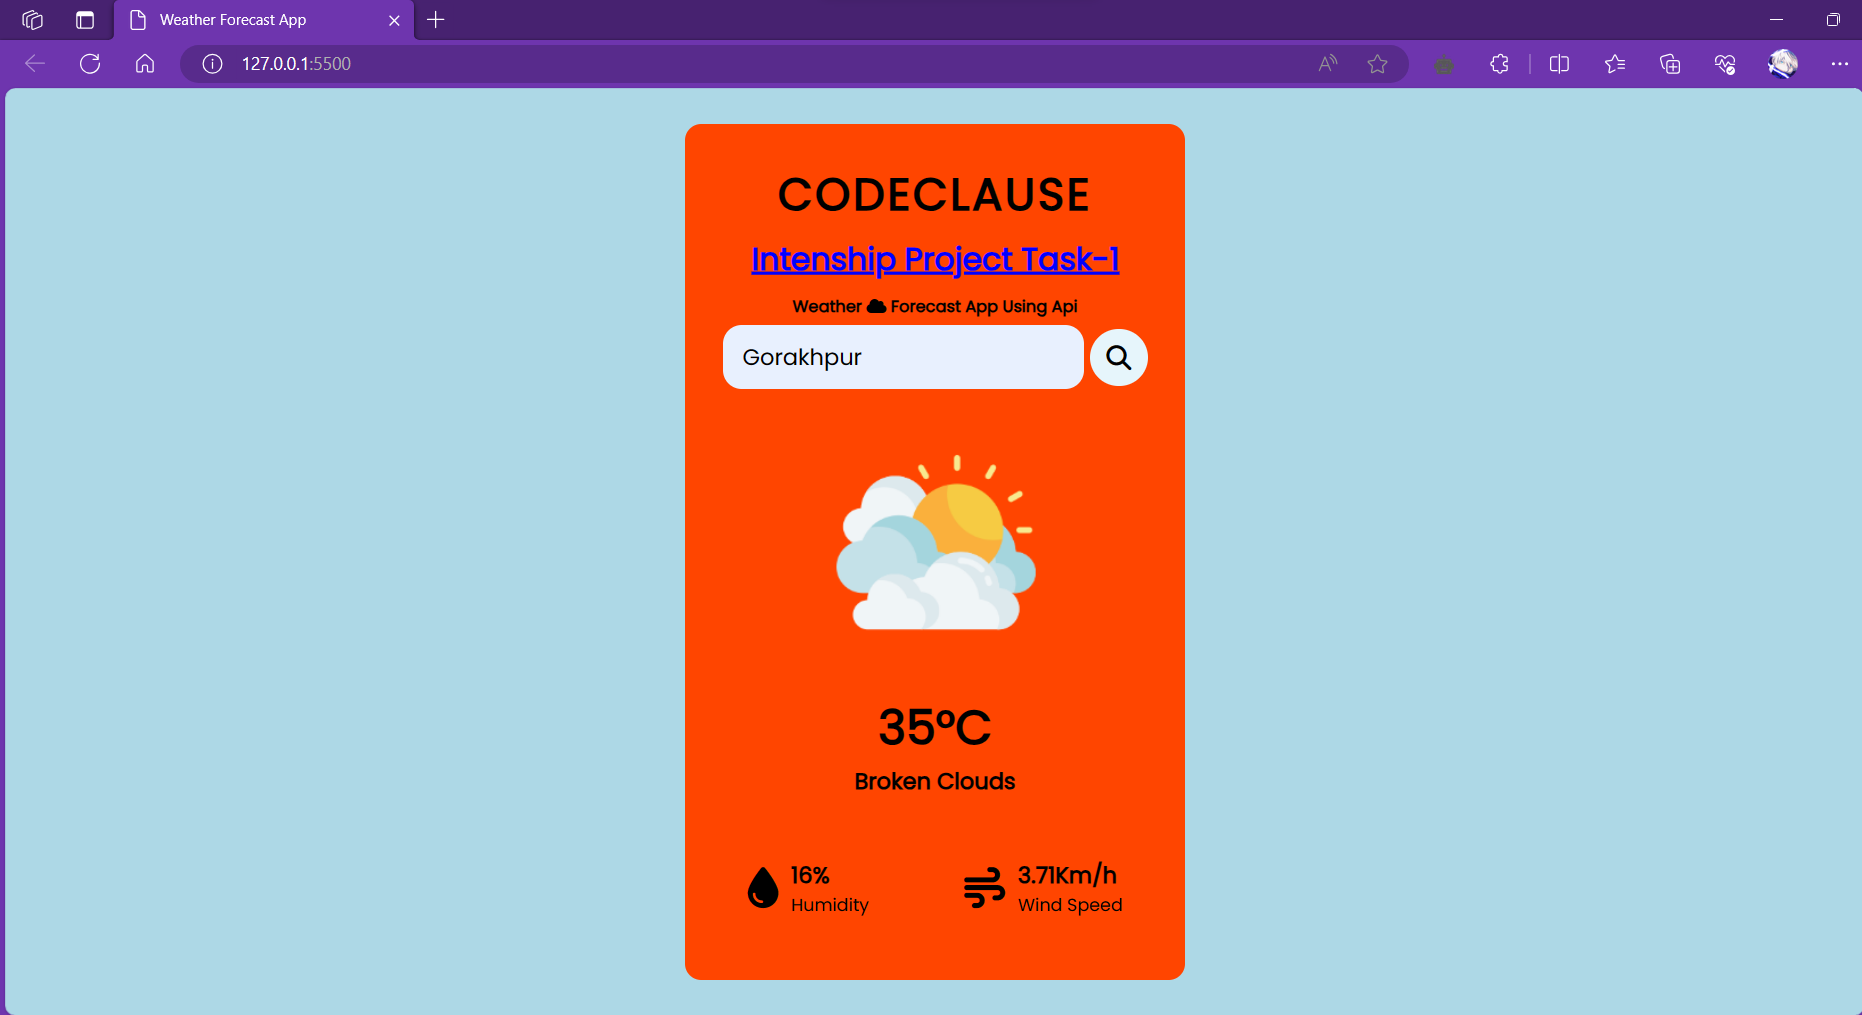 Weather Forecast App
127.0.0.1:5500
CODECLAUSE
Intenship Project Task-1
Weather Forecast App Using Api
Gorakhpur
35°C
Broken Clouds
16%
Humidity
3.71Km/h
Wind Speed